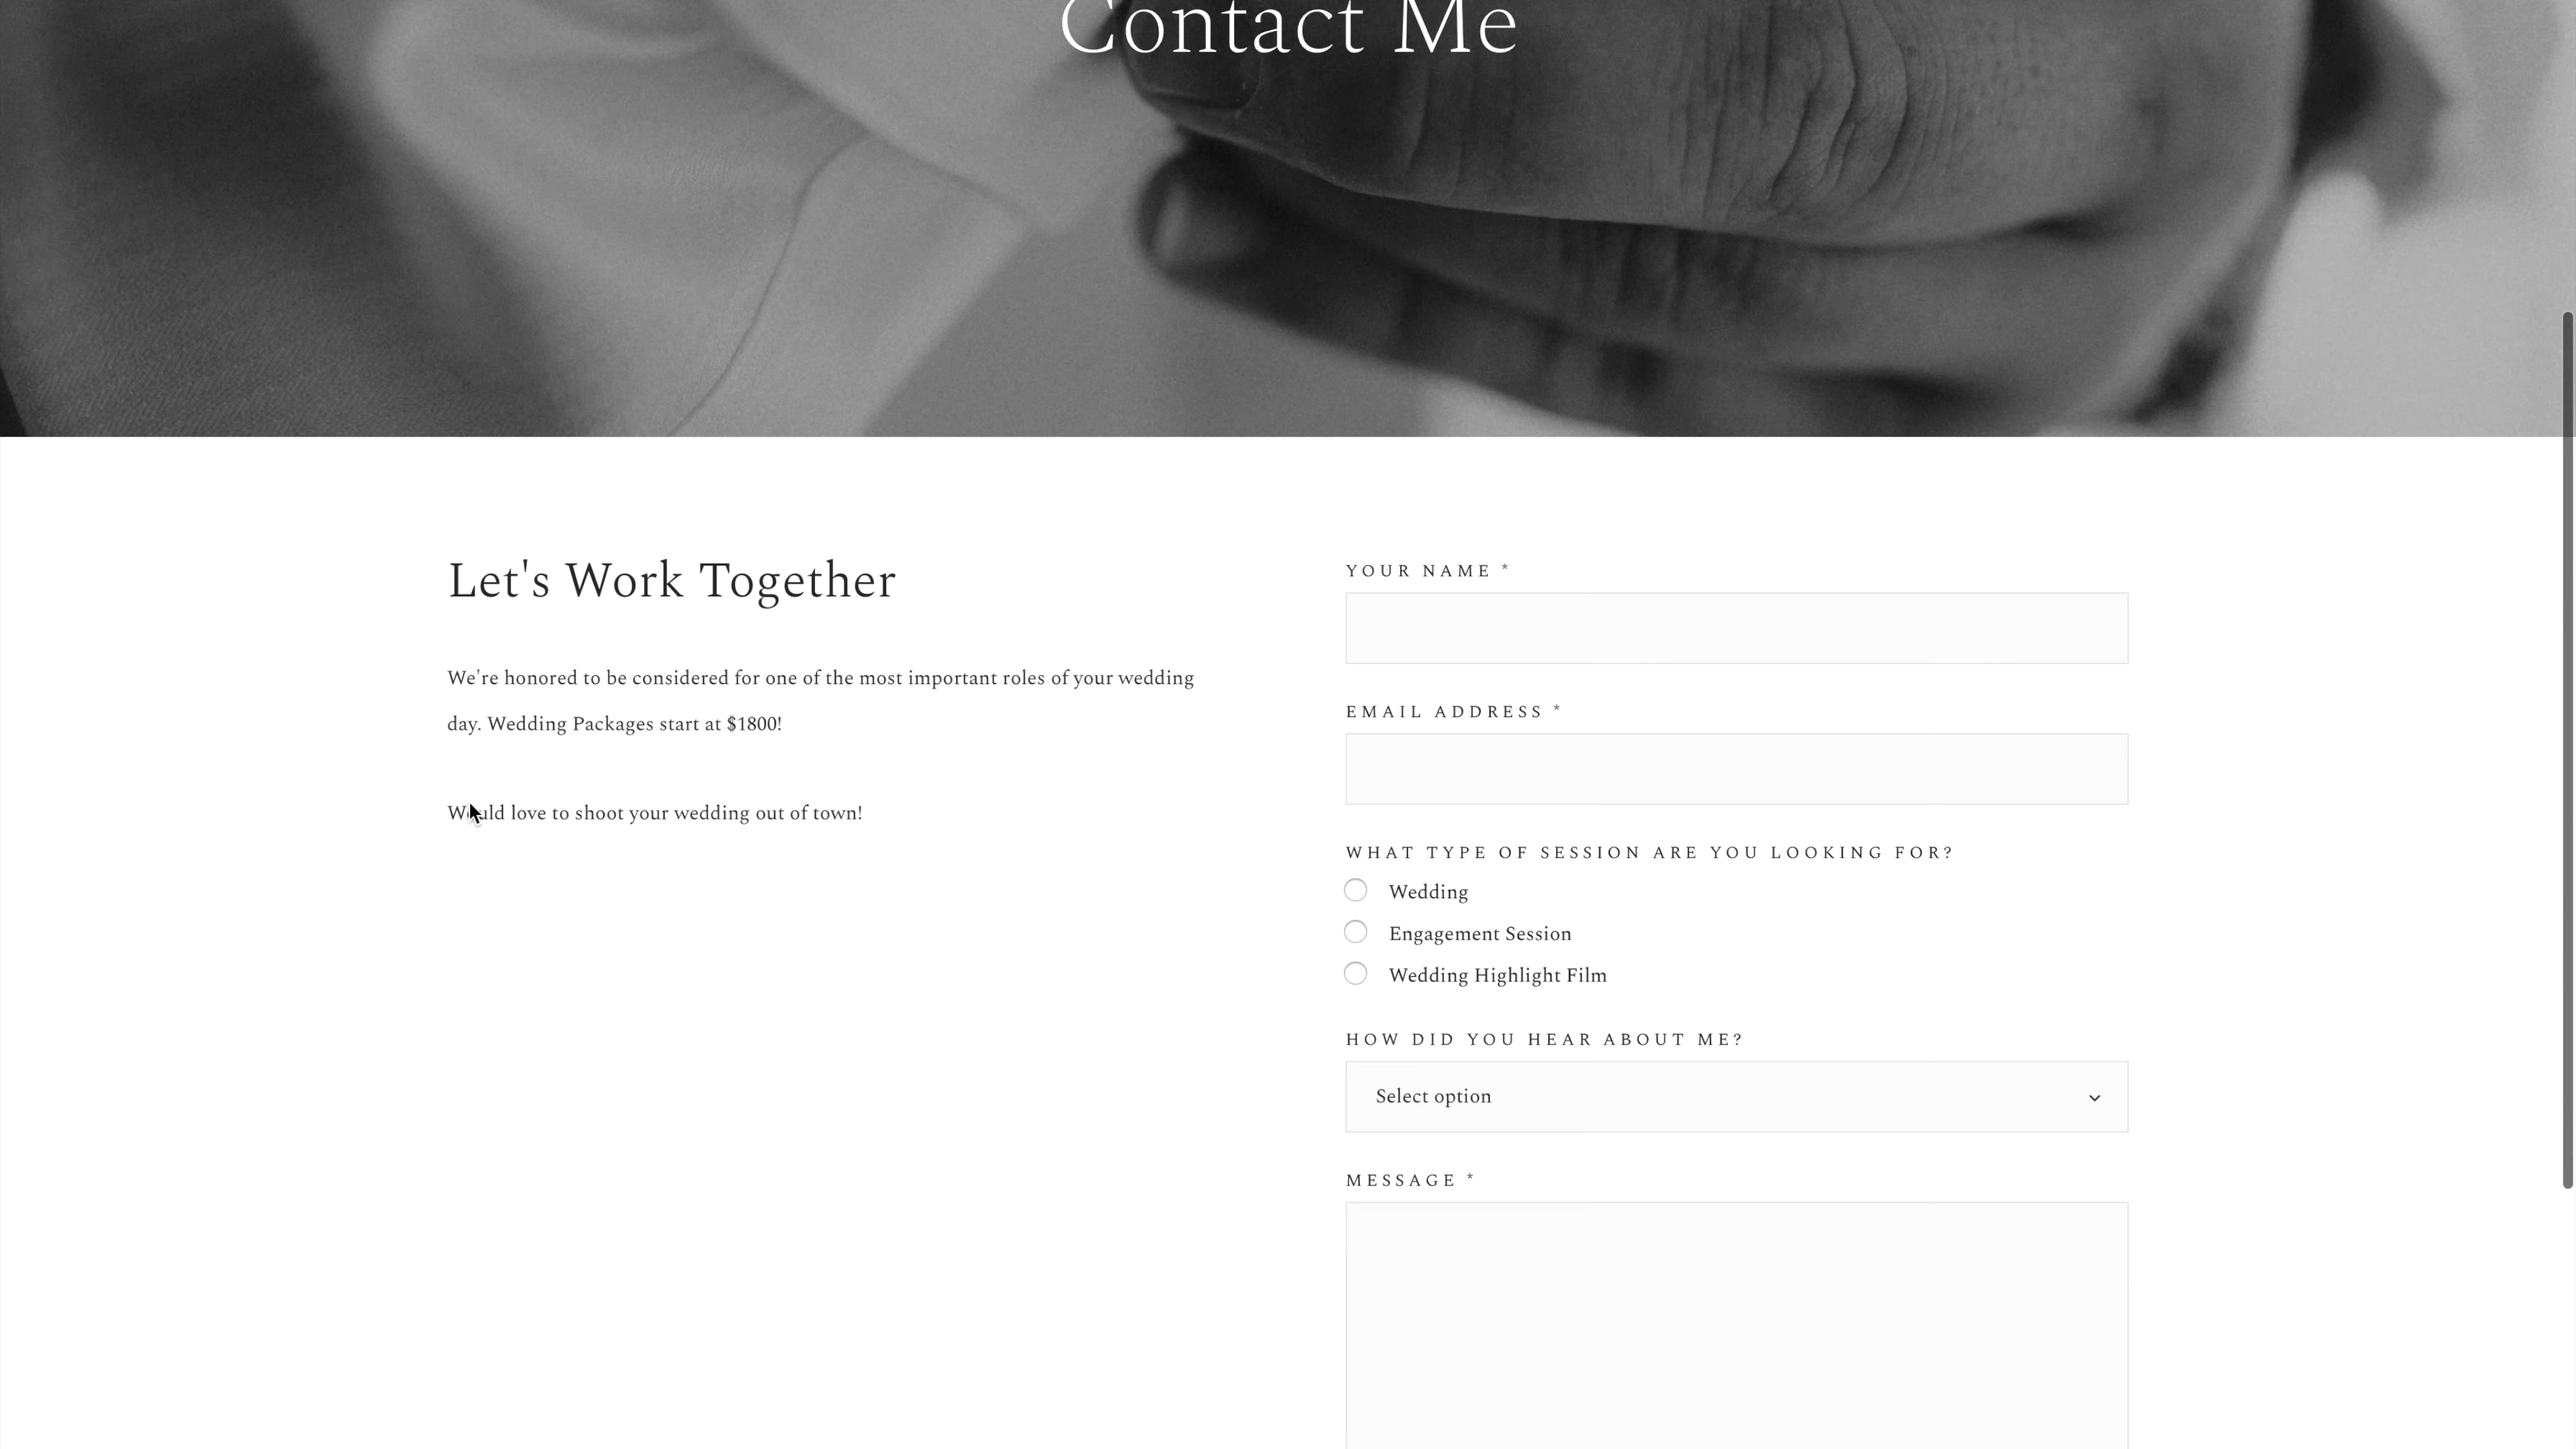 Contact Me
Let's Work Together
We're honored to be considered for one of the most important roles of your wedding
day. Wedding Packages start at $1800!
Would love to shoot your wedding out of town!
YOUR NAME *
EMAIL ADDRESS *
WHAT TYPE OF SESSION ARE YOU LOOKING FOR?
Wedding
Engagement Session
Wedding Highlight Film
HOW DID YOU HEAR ABOUT ME?
Select option
MESSAGE *